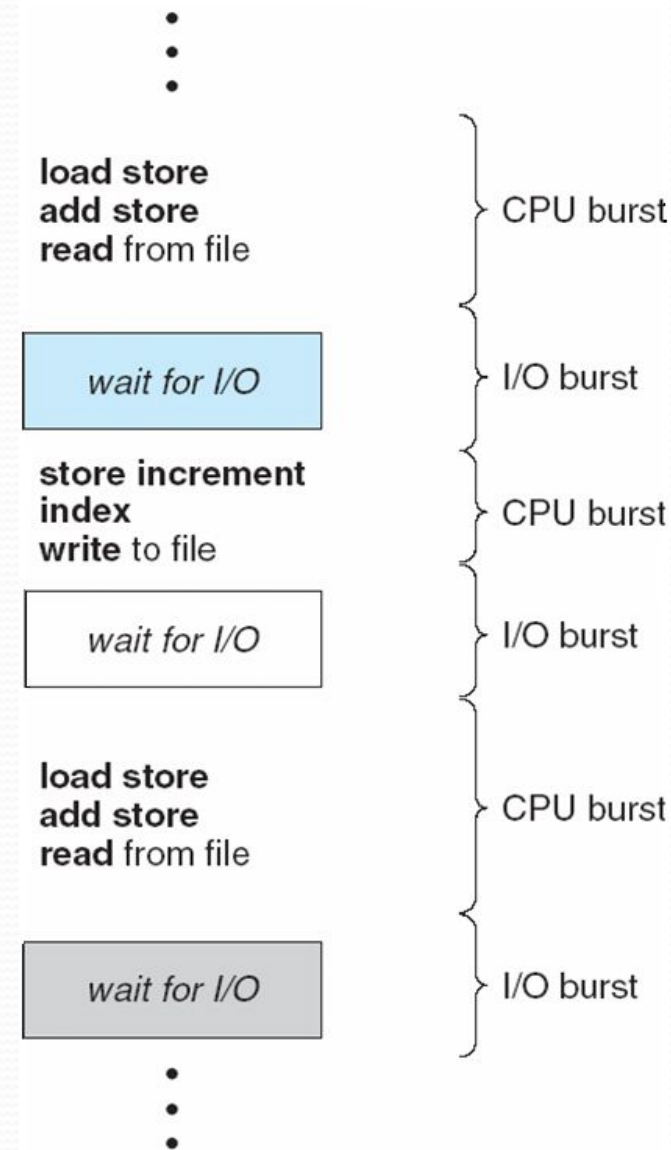 load store
add store
read from file
CPU burst
wait for I/O
I/O burst
store increment
index
write to file
CPU burst
wait for I/O
I/O burst
load store
add store
read from file
CPU burst
wait for I/O
I/O burst